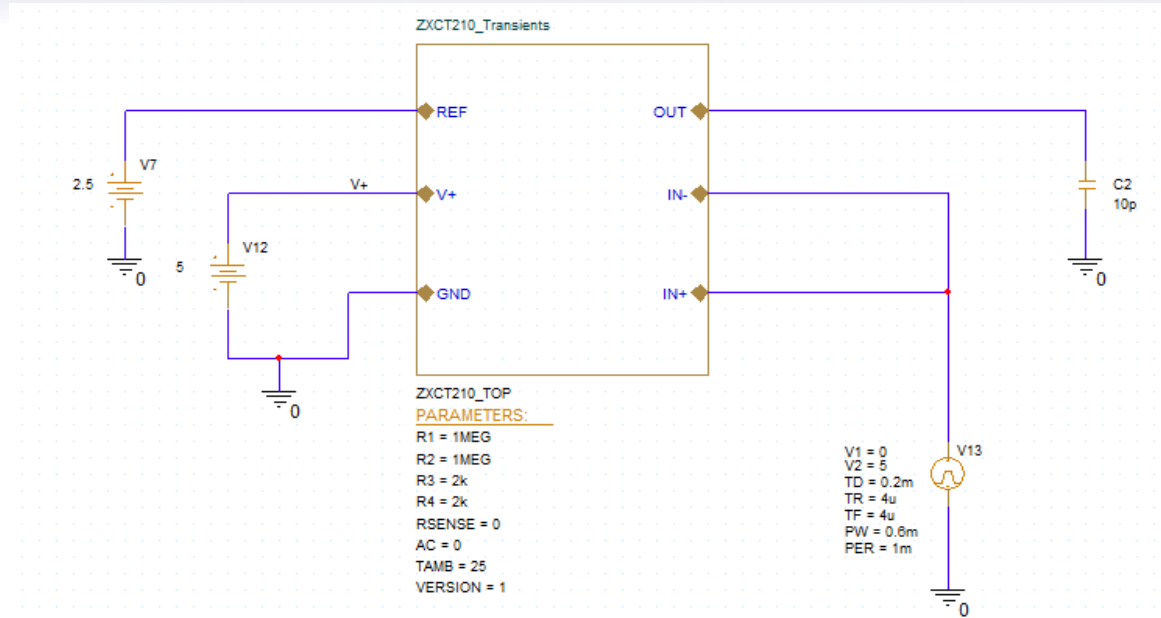 ZXCT210_Transients
REF
OUT
V7
2.5
V+
V+
IN-
C2
10p
0
V12
5
0
GND
IN+
0
ZXCT210_TOP
PARAMETERS:
R1 = 1MEG
R2 = 1MEG
R3 = 2k
R4 = 2k
RSENSE = 0
AC = 0
TAMB = 25
VERSION = 1
V13
V1 = 0
V2 = 5
TD = 0.2m
TR = 4u
TF = 4u
PW = 0.6m
PER = 1m
0